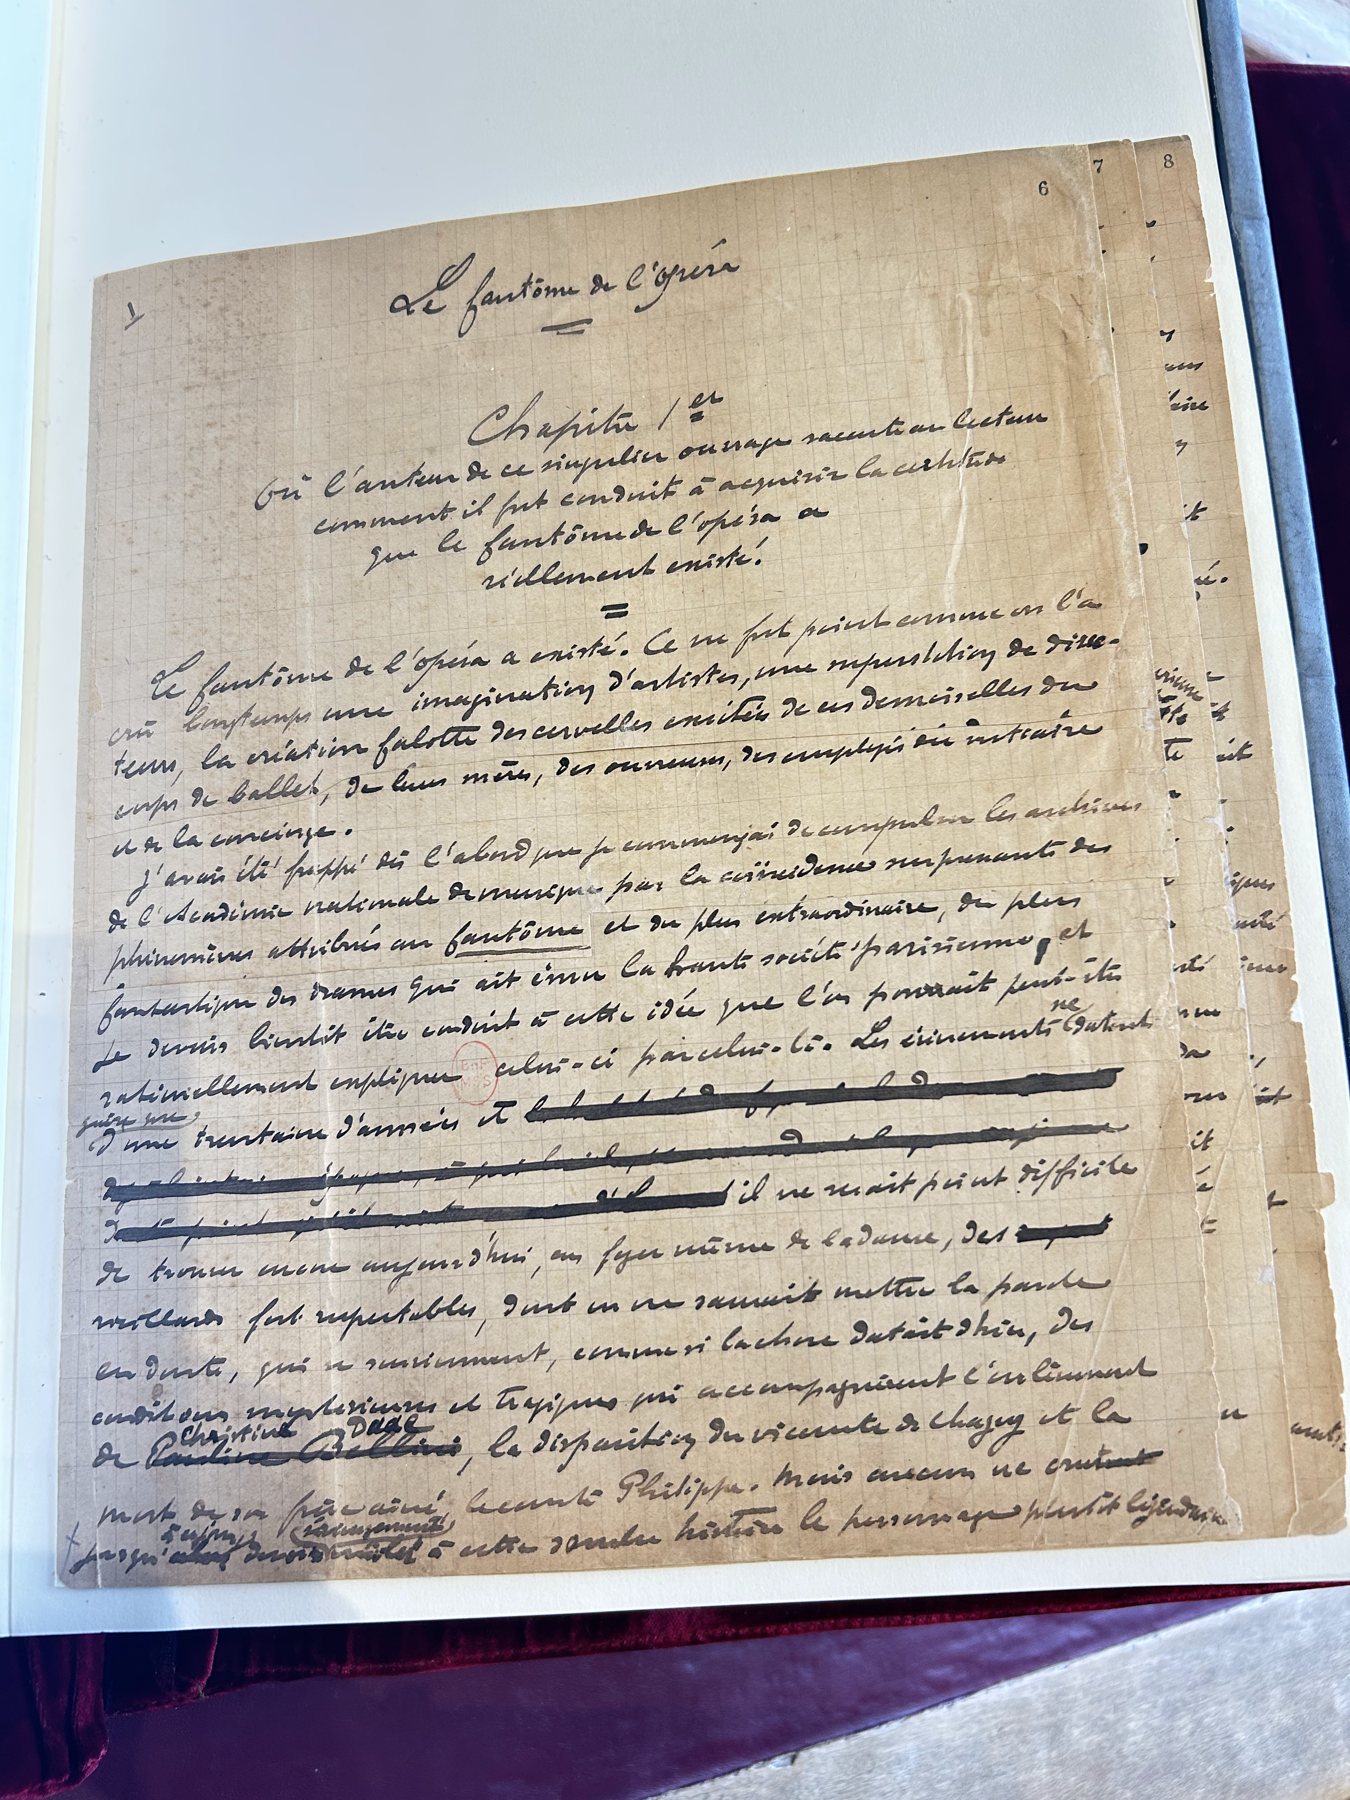 6
7
8
1
Le fantôme de l'opéra
Chapitre 1er
Où l'auteur de ce singulier ouvrage raconte au lecteur
comment il fut conduit à acquérir la certitude
que le fantôme de l'opéra a
réellement existé!
Le fantôme de l'opéra a existé. Ce ne fut point comme on l'a
cru longtemps une imagination d'artistes, une superstition de direc-
teurs, la création falotte des cervelles excitées de ces demoiselles du
corps de ballet, de leurs mères, des ouvreuses, des employés du vestiaire
et de la concierge.
J'avais été frappé dès l'abord que je commençai de compulser les archives
de l'Académie nationale de musique par la coïncidence surprenante des
phénomènes attribués au fantôme et du plus extraordinaire, du plus
fantastique des drames qui ait ému la haute société parisienne, et
je devais bientôt être conduit à cette idée que l'on pourrait peut-être
rationellement expliquer celui-ci par celui-là. Les évènements ne datent
guère que
d'une trentaine d'années et
il ne serait point difficile
de trouver encore aujourd'hui, au foyer même de la danse, des
vieillards fort respectables, dont on ne saurait mettre la parole
en doute, qui se souviennent, comme si la chose datait d'hier, des
conditions mystérieuses et tragiques qui accompagnèrent l'enlèvement
Christine Daaé
de Pauline Bellini, la disparition du vicomte de Chagny et la
mort de son frère aîné le comte Philippe. Mais aucun ne
jusqu'à à cette sombre histoire le personnage plutôt légendaire